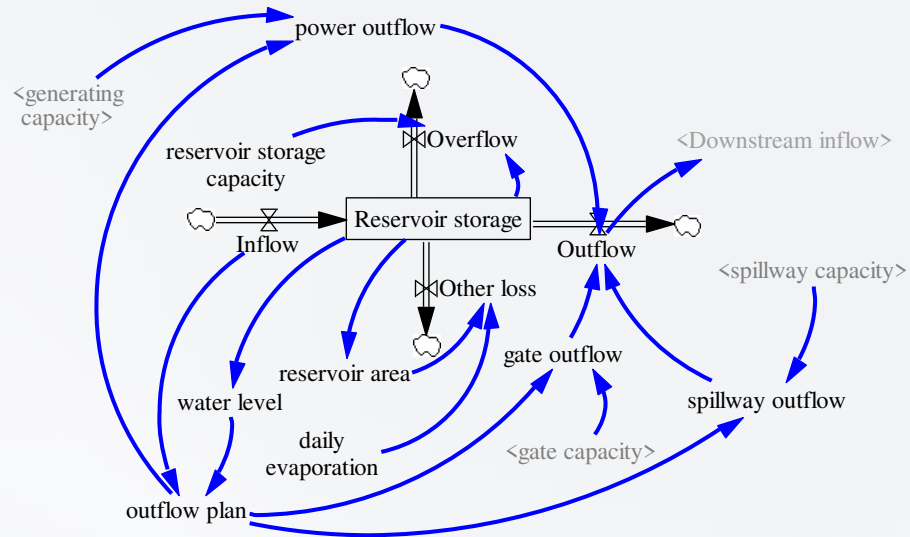 power outflow
<generating
capacity>
reservoir storage
capacity
Overflow
<Downstream inflow>
Reservoir storage
Inflow
Outflow
<spillway capacity>
Other loss
gate outflow
reservoir area
water level
spillway outflow
daily
evaporation
<gate capacity>
outflow plan